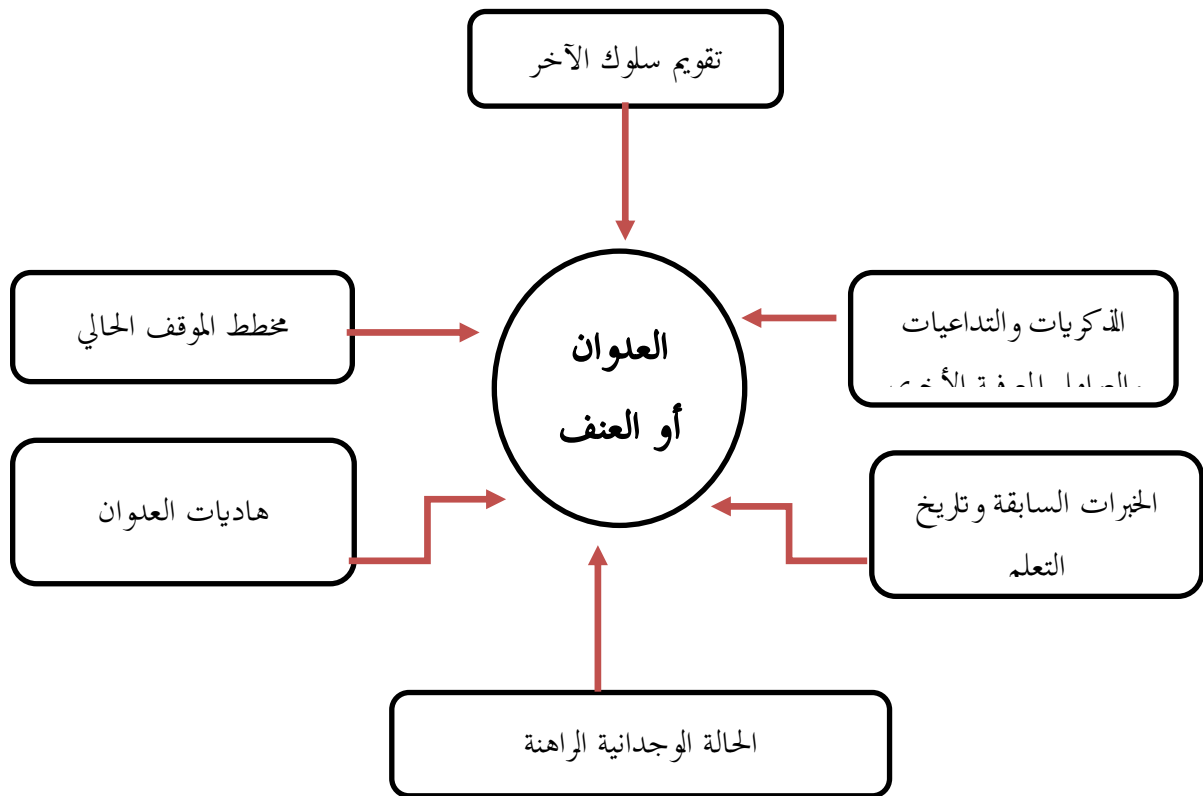 تقويم سلوك الآخر
الذكريات والتداعيات
مخطط الموقف الحالي
العدوان
أو العنف
الخبرات السابقة وتاريخ
التعلم
هاديات العدوان
الحالة الوجدانية الراهنة